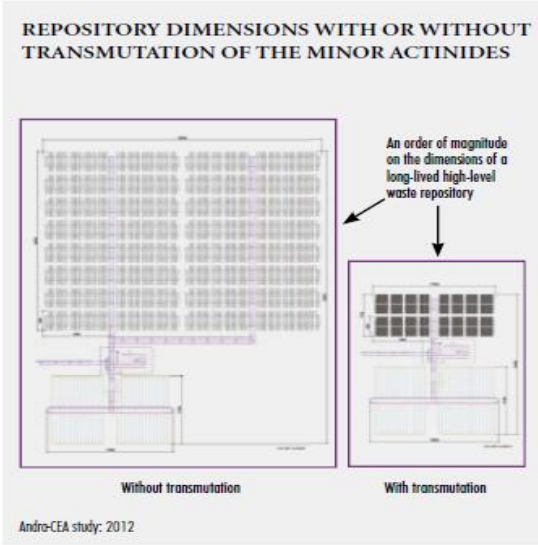 REPOSITORY DIMENSIONS WITH OR WITHOUT
TRANSMUTATION OF THE MINOR ACTINIDES
An order of magnitude
on the dimensions of a
long-lived high-level
waste repository
Without transmutation
With transmutation
Andra-CEA study: 2012